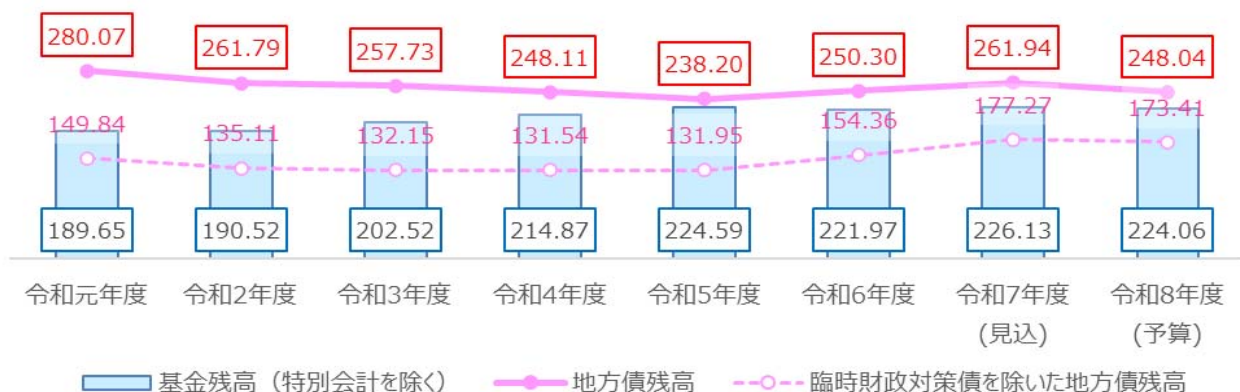 280.07 261.79 257.73 248.11 238.20 250.30 261.94 248.04
149.84 135.11 132.15 131.54 131.95 154.36 177.27 173.41
189.65 190.52 202.52 214.87 224.59 221.97 226.13 224.06
令和元年度 令和2年度 令和3年度 令和4年度 令和5年度 令和6年度 令和7年度 令和8年度
(見込) (予算)
基金残高（特別会計を除く） 地方債残高 臨時財政対策債を除いた地方債残高